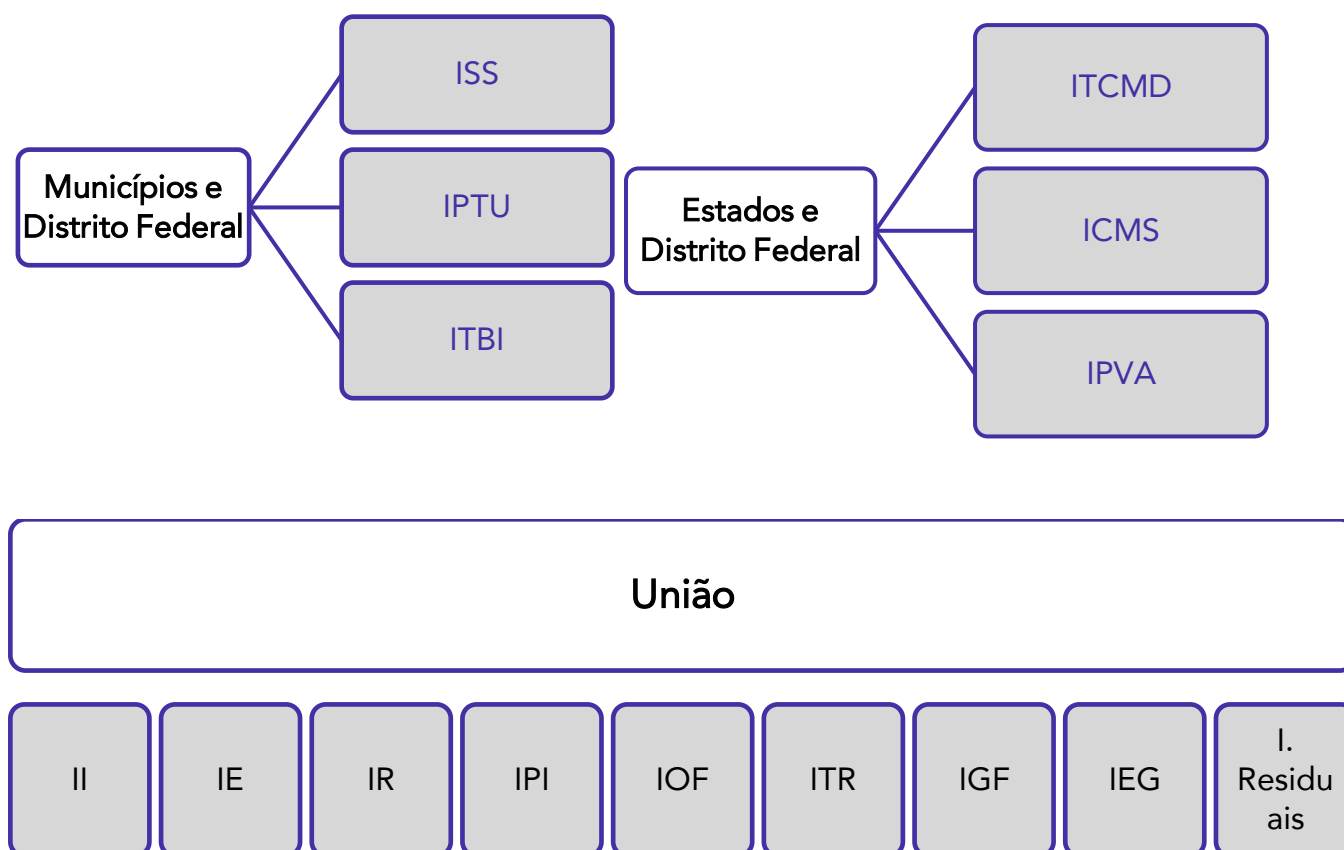 Municípios e
Distrito Federal
ISS
IPTU
ITBI
Estados e
Distrito Federal
ITCMD
ICMS
IPVA
União
II
IE
IR
IPI
IOF
ITR
IGF
IEG
I.
Residu
ais